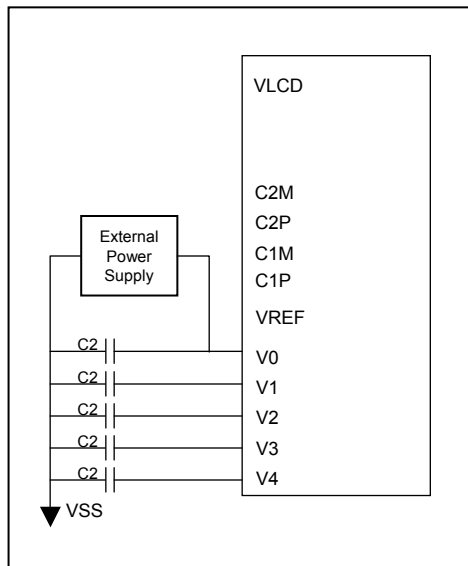 VLCD
C2M
C2P
C1M
C1P
VREF
External
Power
Supply
C2 V0
C2 V1
C2 V2
C2 V3
C2 V4
VSS